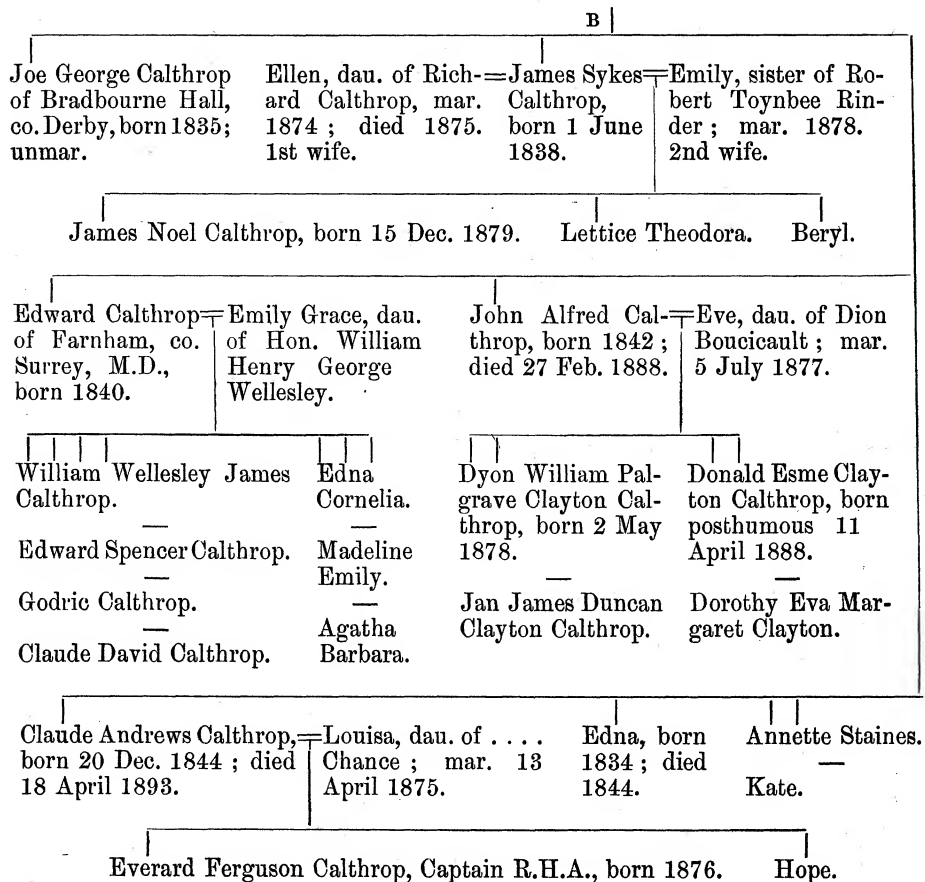 B
Joe George Calthrop
of Bradbourne Hall,
co. Derby, born 1835;
unmar.
Ellen, dau. of Rich-
ard Calthrop, mar.
1874 ; died 1875.
1st wife.
James Sykes
Calthrop,
born 1 June
1838.
Emily, sister of Ro-
bert Toynbee Rin-
der ; mar. 1878.
2nd wife.
James Noel Calthrop, born 15 Dec. 1879.
Lettice Theodora.
Beryl.
Edward Calthrop
of Farnham, co.
Surrey, M.D.,
born 1840.
Emily Grace, dau.
of Hon. William
Henry George
Wellesley.
John Alfred Cal-
throp, born 1842 ;
died 27 Feb. 1888.
Eve, dau. of Dion
Boucicault ; mar.
5 July 1877.
William Wellesley James
Calthrop.
—
Edward Spencer Calthrop.
—
Godric Calthrop.
—
Claude David Calthrop.
Edna
Cornelia.
—
Madeline
Emily.
—
Agatha
Barbara.
Dyon William Pal-
grave Clayton Cal-
throp, born 2 May
1878.
—
Jan James Duncan
Clayton Calthrop.
Donald Esme Clay-
ton Calthrop, born
posthumous 11
April 1888.
—
Dorothy Eva Mar-
garet Clayton.
Claude Andrews Calthrop,
born 20 Dec. 1844 ; died
18 April 1893.
Louisa, dau. of . . . .
Chance ; mar. 13
April 1875.
Edna, born
1834 ; died
1844.
Annette Staines.
—
Kate.
Everard Ferguson Calthrop, Captain R.H.A., born 1876.
Hope.